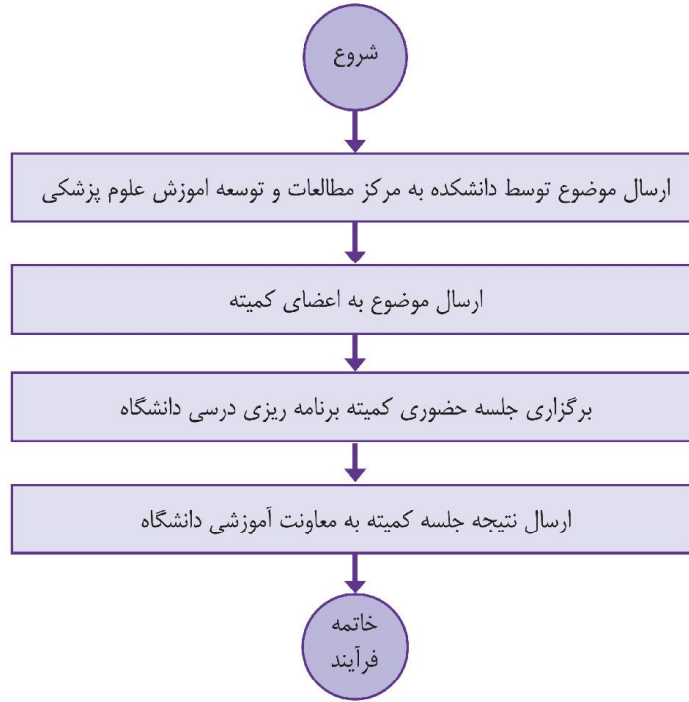 شروع
ارسال موضوع توسط دانشکده به مرکز مطالعات و توسعه اموزش علوم پزشکی
ارسال موضوع به اعضای کمیته
برگزاری جلسه حضوری کمیته برنامه ریزی درسی دانشگاه
ارسال نتیجه جلسه کمیته به معاونت آموزشی دانشگاه
خاتمه
فرآیند